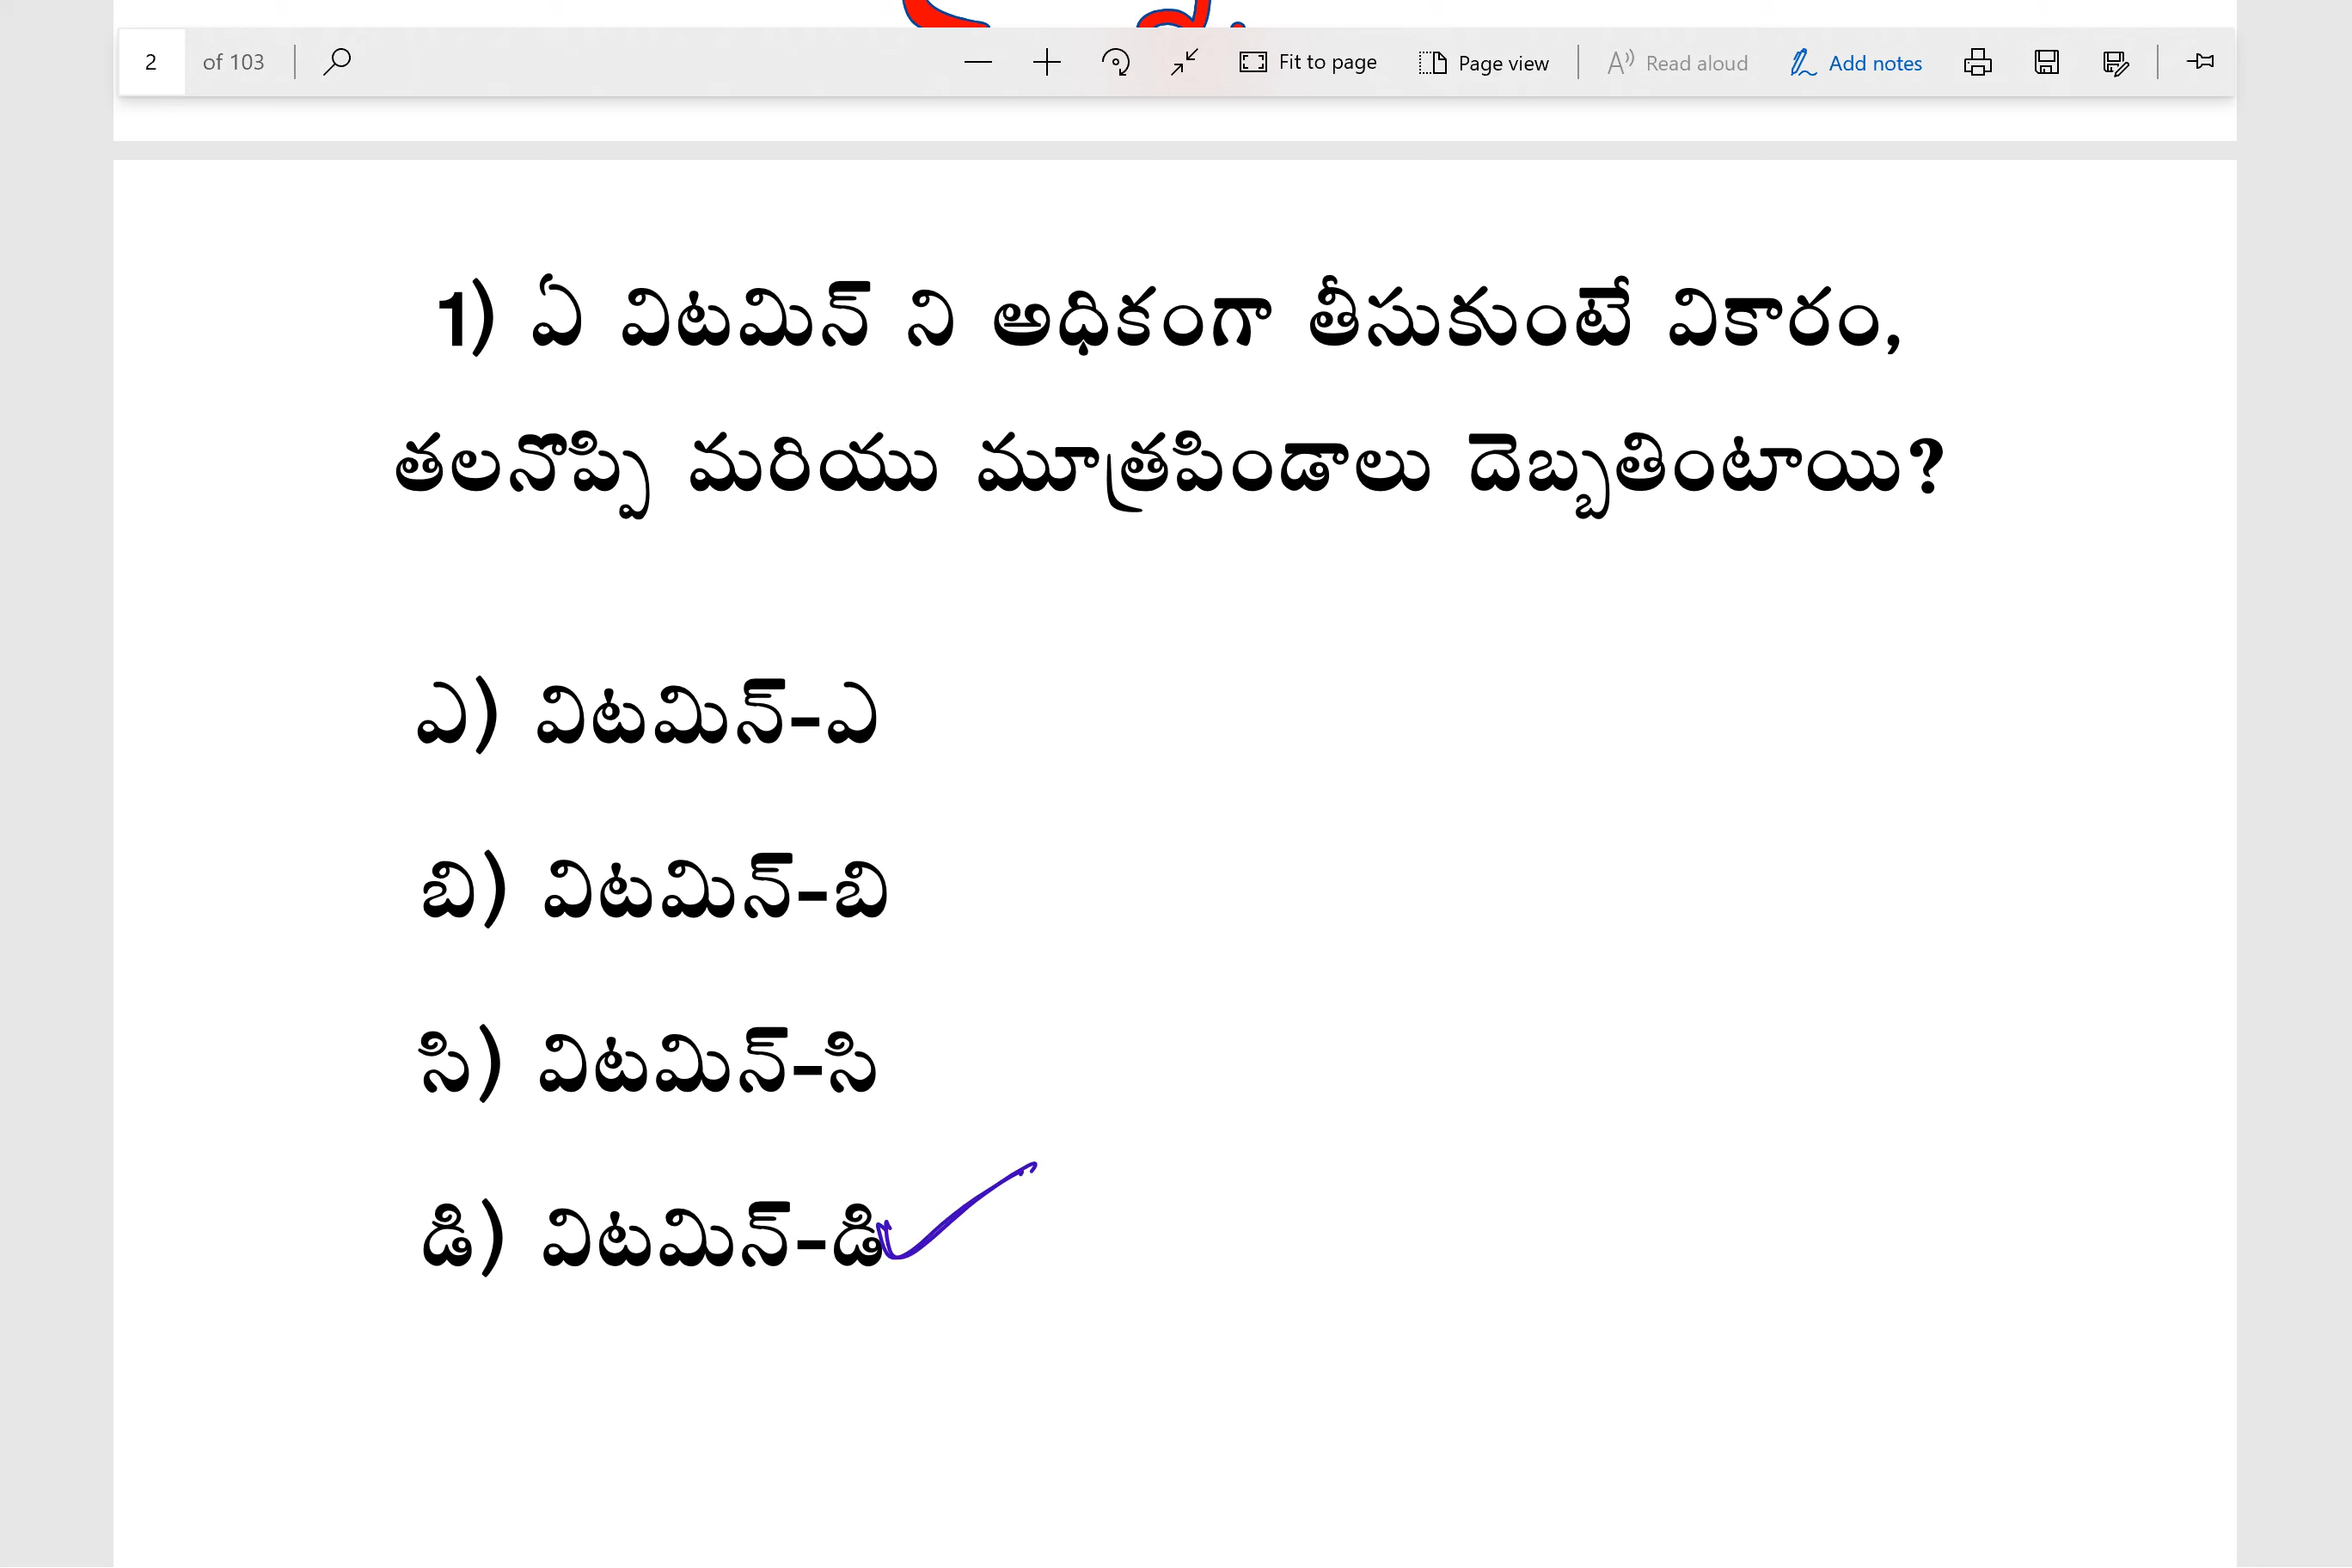 2 of 103 Fit to page Page view Read aloud Add notes
1) ఏ విటమిన్ ని అధికంగా తీసుకుంటే వికారం,
తలనొప్పి మరియు మూత్రపిండాలు దెబ్బతింటాయి?
ఎ) విటమిన్-ఎ
బి) విటమిన్-బి
సి) విటమిన్-సి
డి) విటమిన్-డి